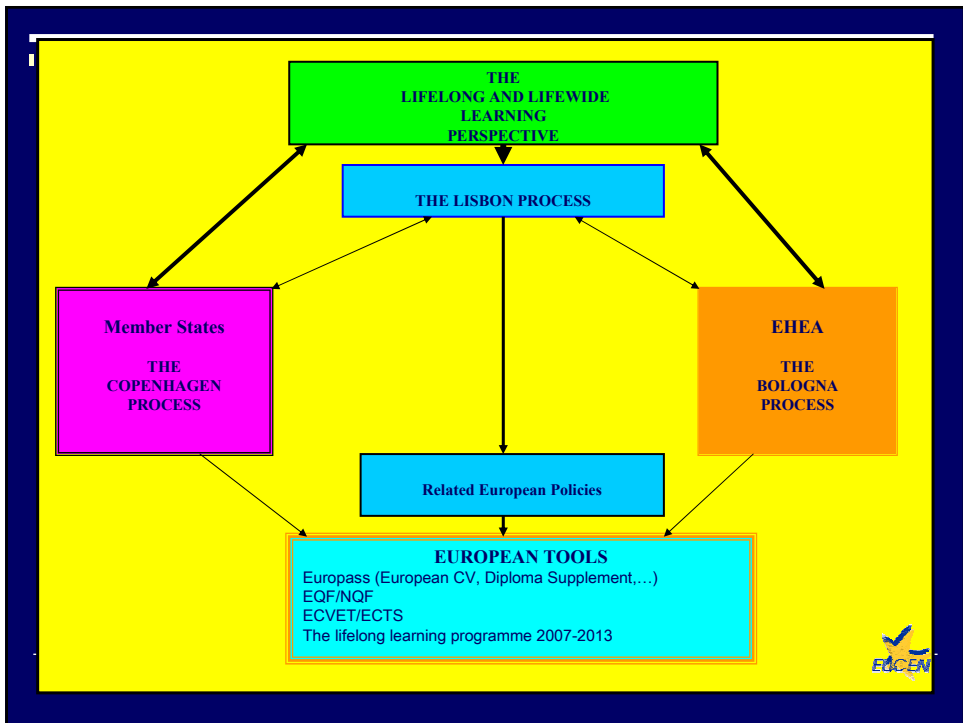 THE
LIFELONG AND LIFEWIDE
LEARNING
PERSPECTIVE
THE LISBON PROCESS
Member States
THE
COPENHAGEN
PROCESS
EHEA
THE
BOLOGNA
PROCESS
Related European Policies
EUROPEAN TOOLS
Europass (European CV, Diploma Supplement,…)
EQF/NQF
ECVET/ECTS
The lifelong learning programme 2007-2013
EUCEN